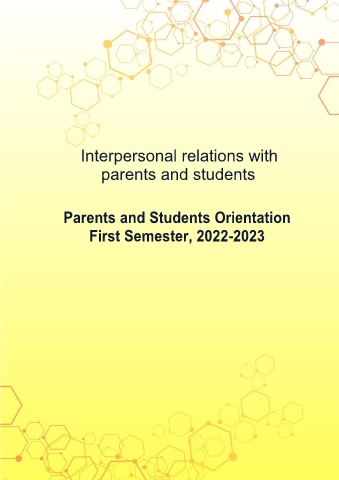 Interpersonal relations with
parents and students
Parents and Students Orientation
First Semester, 2022-2023